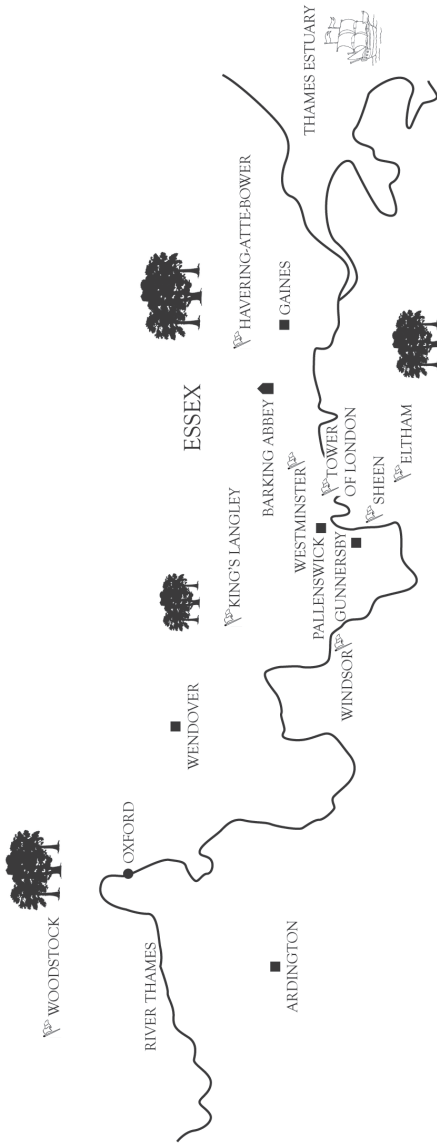 WOODSTOCK
OXFORD
RIVER THAMES
ARDINGTON
WENDOVER
KING'S LANGLEY
ESSEX
HAVERING-ATTE-BOWER
GAINES
BARKING ABBEY
WESTMINSTER
TOWER
OF LONDON
PALLENSWICK
GUNNERSBY
WINDSOR
SHEEN
ELTHAM
THAMES ESTUARY